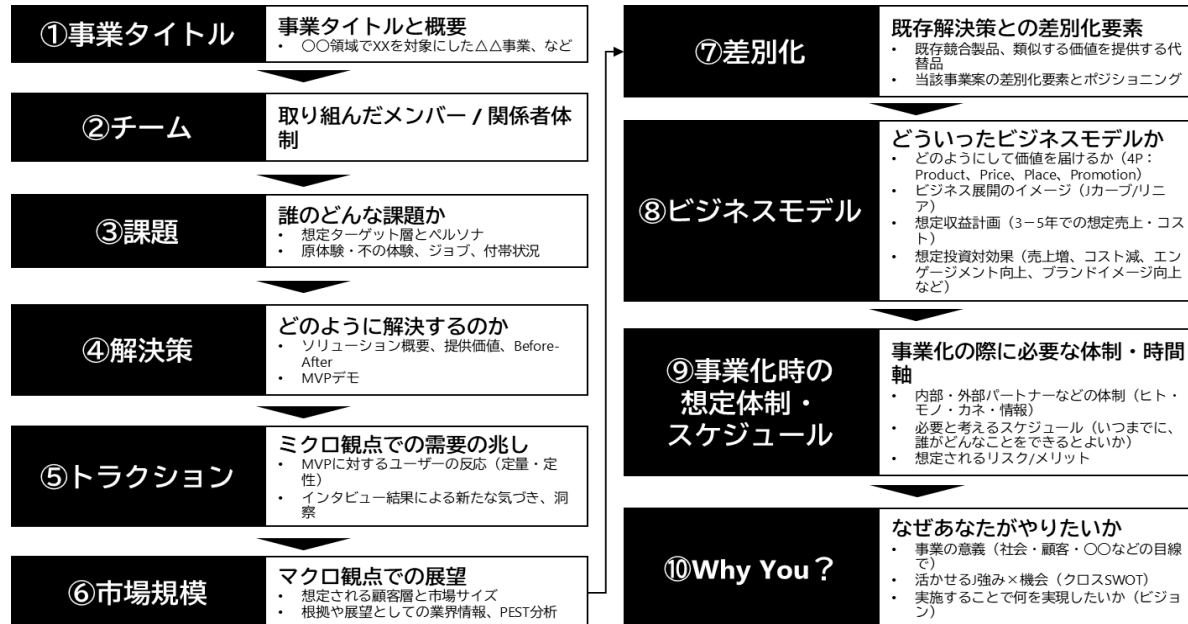 ①事業タイトル
事業タイトルと概要
• 〇〇領域でXXを対象にした△△事業、など
②チーム
取り組んだメンバー / 関係者体
制
③課題
誰のどんな課題か
• 想定ターゲット層とペルソナ
• 原体験・不の体験、ジョブ、付帯状況
④解決策
どのように解決するのか
• ソリューション概要、提供価値、Before-
After
• MVPデモ
⑤トラクション
ミクロ観点での需要の兆し
• MVPに対するユーザーの反応（定量・定
性）
• インタビュー結果による新たな気づき、洞
察
⑥市場規模
マクロ観点での展望
• 想定される顧客層と市場サイズ
• 根拠や展望としての業界情報、PEST分析
⑦差別化
既存解決策との差別化要素
• 既存競合製品、類似する価値を提供する代
替品
• 当該事業案の差別化要素とポジショニング
⑧ビジネスモデル
どういったビジネスモデルか
• どのようにして価値を届けるか（4P：
Product、Price、Place、Promotion）
• ビジネス展開のイメージ（Jカーブ/リニ
ア）
• 想定収益計画（3－5年での想定売上・コス
ト）
• 想定投資対効果（売上増、コスト減、エン
ゲージメント向上、ブランドイメージ向上
など）
⑨事業化時の
想定体制・
スケジュール
事業化の際に必要な体制・時間
軸
• 内部・外部パートナーなどの体制（ヒト・
モノ・カネ・情報）
• 必要と考えるスケジュール（いつまでに、
誰がどんなことをできるとよいか）
• 想定されるリスク/メリット
⑩Why You？
なぜあなたがやりたいか
• 事業の意義（社会・顧客・〇〇などの目線
で）
• 活かせるJ強み×機会（クロスSWOT）
• 実施することで何を実現したいか（ビジョ
ン）